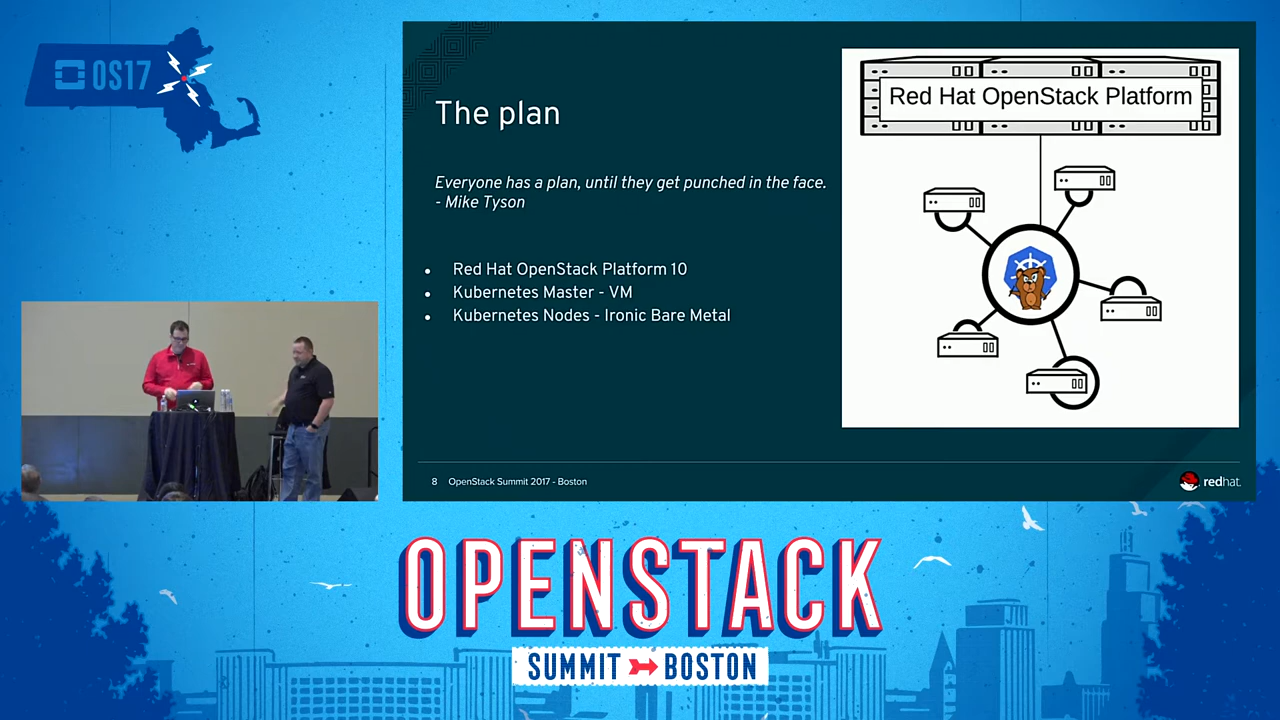 OS17
The plan
Everyone has a plan, until they get punched in the face.
- Mike Tyson
Red Hat OpenStack Platform 10
Kubernetes Master - VM
Kubernetes Nodes - Ironic Bare Metal
Red Hat OpenStack Platform
8 OpenStack Summit 2017 - Boston
redhat.
OPENSTACK
SUMMIT BOSTON